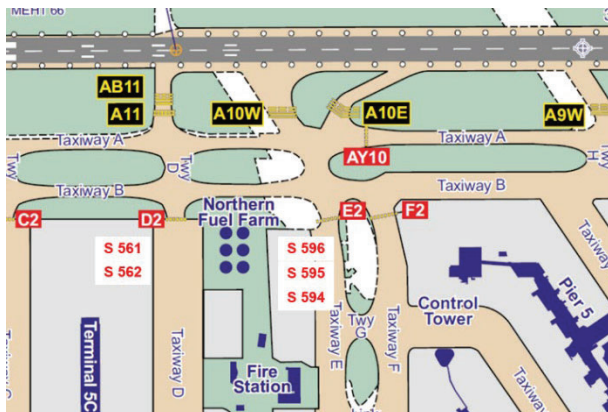 MEHT 66
AB11
A11
A10W
A10E
A9W
Taxiway A
Taxiway A
AY10
Twy
Twy
D
Twy
H
Taxiway B
Taxiway B
C2
D2
Northern
Fuel Farm
E2
F2
S 561
S 562
S 596
S 595
S 594
Taxiway
Pier 5
Control
Tower
Terminal 5C
Taxiway D
Fire
Station
Taxiway E
Twy
G
Taxiway F
Taxiway